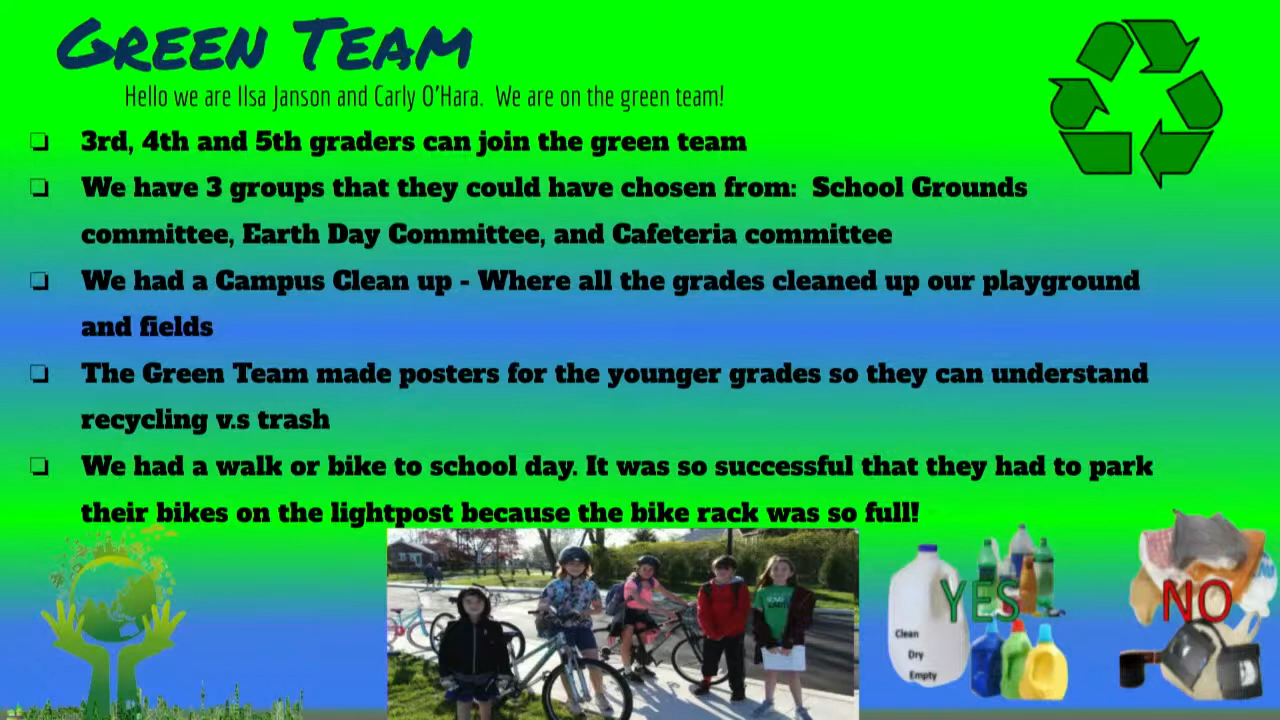 Green Team
Hello we are Ilsa Janson and Carly O'Hara.  We are on the green team!
❏ 3rd, 4th and 5th graders can join the green team
❏ We have 3 groups that they could have chosen from:  School Grounds
committee, Earth Day Committee, and Cafeteria committee
❏ We had a Campus Clean up - Where all the grades cleaned up our playground
and fields
❏ The Green Team made posters for the younger grades so they can understand
recycling v.s trash
❏ We had a walk or bike to school day. It was so successful that they had to park
their bikes on the lightpost because the bike rack was so full!
YES
NO
Clean
Dry
Empty